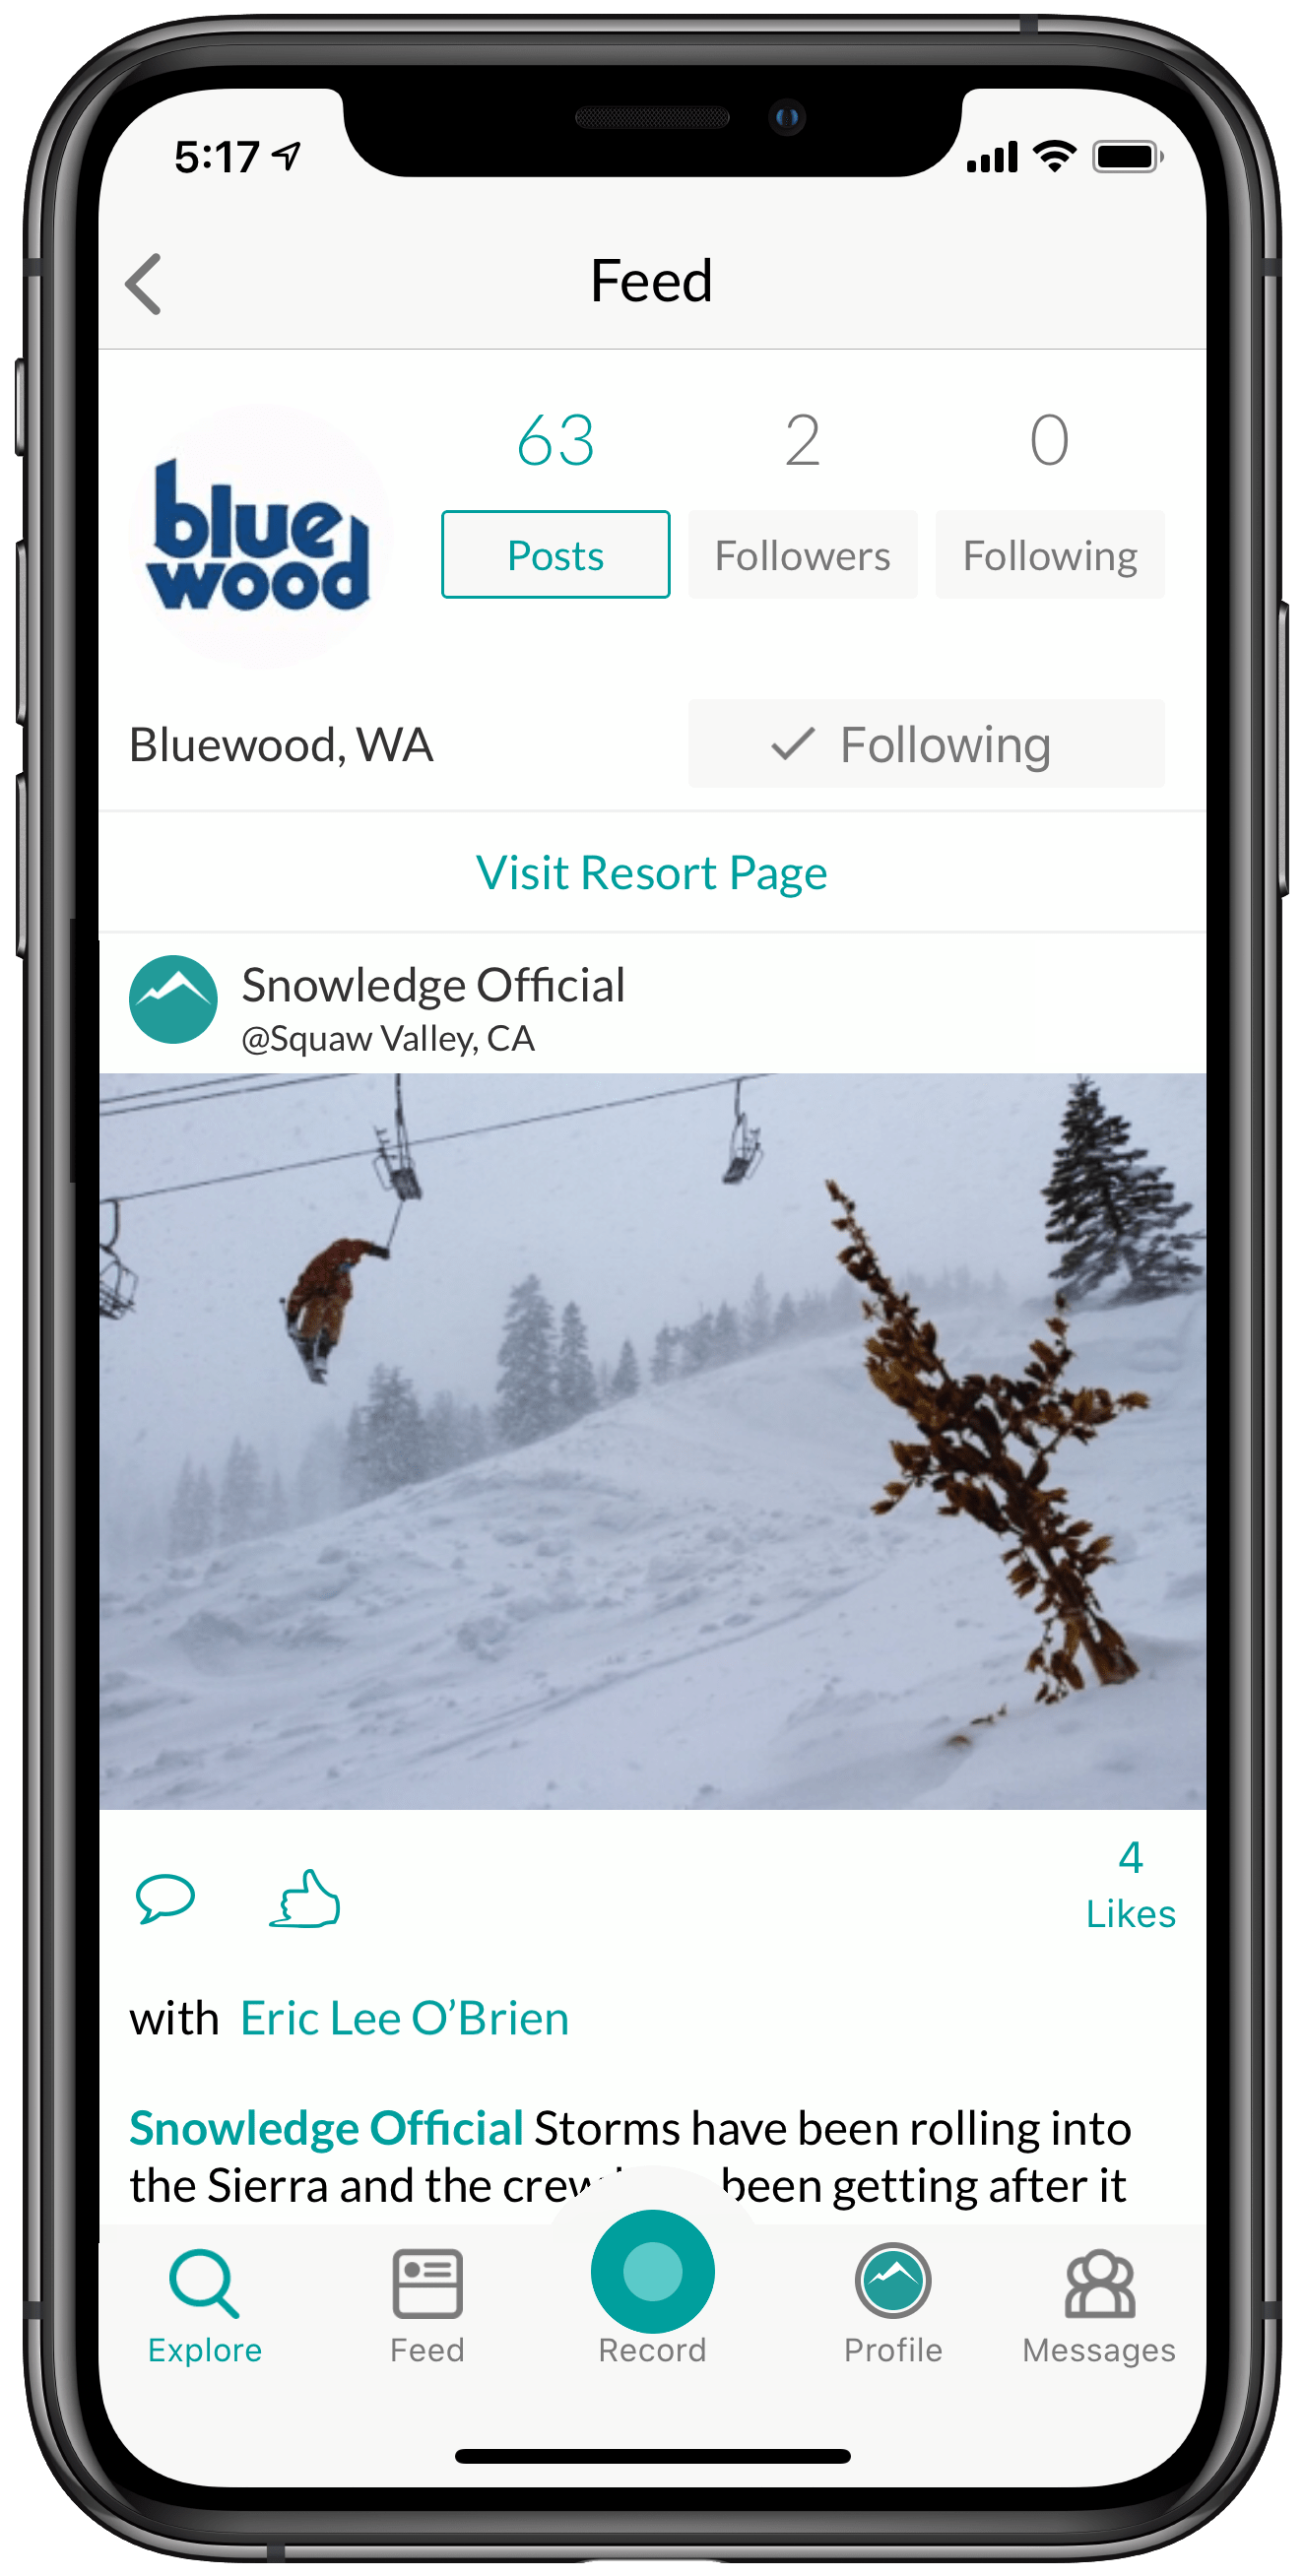 5:17
Feed
63
2
0
blue
wood
Posts
Followers
Following
Bluewood, WA
Following
Visit Resort Page
Snowledge Official
@Squaw Valley, CA
4
Likes
with Eric Lee O’Brien
Snowledge Official Storms have been rolling into
the Sierra and the crew been getting after it
Explore
Feed
Record
Profile
Messages